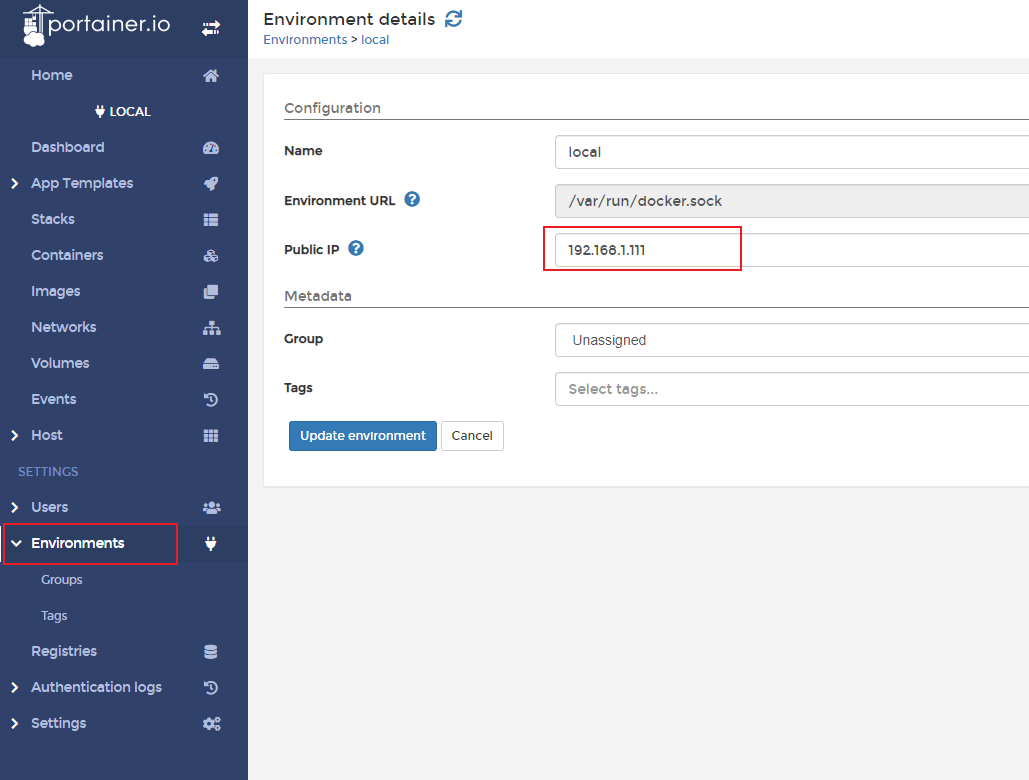 portainer.io
Home
LOCAL
Dashboard
App Templates
Stacks
Containers
Images
Networks
Volumes
Events
Host
SETTINGS
Users
Environments
Groups
Tags
Registries
Authentication logs
Settings
Environment details
Environments > local
Configuration
Name local
Environment URL /var/run/docker.sock
Public IP 192.168.1.111
Metadata
Group Unassigned
Tags Select tags...
Update environment Cancel